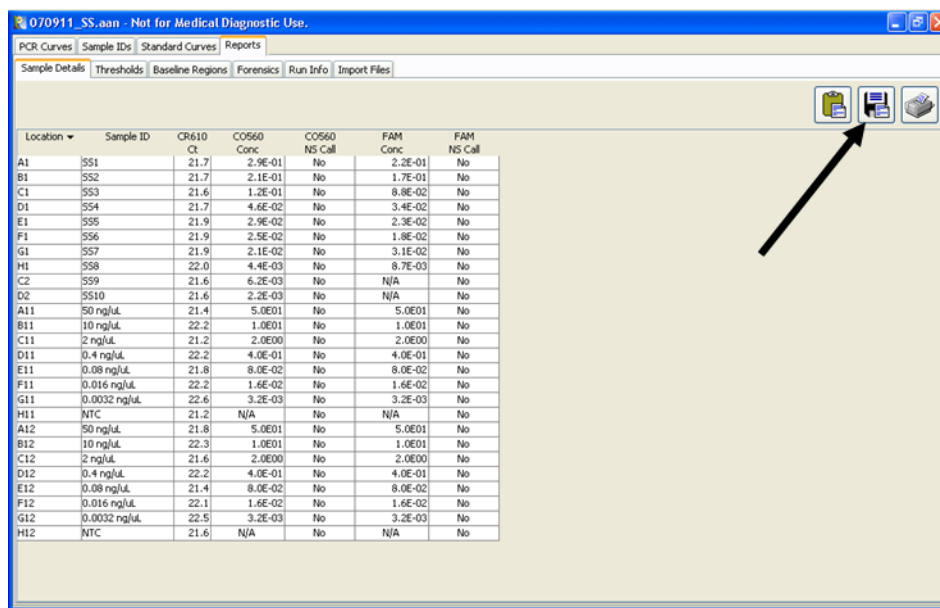 070911_SS.aan - Not for Medical Diagnostic Use.
PCR Curves Sample IDs Standard Curves Reports
Sample Details Thresholds Baseline Regions Forensics Run Info Import Files
Location Sample ID CR610 CO560 CO560 FAM FAM
Ct Conc NS Call Conc NS Call
A1 SS1 21.7 2.9E-01 No 2.2E-01 No
B1 SS2 21.7 2.1E-01 No 1.7E-01 No
C1 SS3 21.6 1.2E-01 No 8.8E-02 No
D1 SS4 21.7 4.6E-02 No 3.4E-02 No
E1 SS5 21.9 2.9E-02 No 2.3E-02 No
F1 SS6 21.9 2.5E-02 No 1.8E-02 No
G1 SS7 21.9 2.1E-02 No 3.1E-02 No
H1 SS8 22.0 4.4E-03 No 8.7E-03 No
C2 SS9 21.6 6.2E-03 No N/A No
D2 SS10 21.6 2.2E-03 No N/A No
A11 50 ng/uL 21.4 5.0E01 No 5.0E01 No
B11 10 ng/uL 22.2 1.0E01 No 1.0E01 No
C11 2 ng/uL 21.2 2.0E00 No 2.0E00 No
D11 0.4 ng/uL 22.2 4.0E-01 No 4.0E-01 No
E11 0.08 ng/uL 21.8 8.0E-02 No 8.0E-02 No
F11 0.016 ng/uL 22.2 1.6E-02 No 1.6E-02 No
G11 0.0032 ng/uL 22.6 3.2E-03 No 3.2E-03 No
H11 NTC 21.2 N/A No N/A No
A12 50 ng/uL 21.8 5.0E01 No 5.0E01 No
B12 10 ng/uL 22.3 1.0E01 No 1.0E01 No
C12 2 ng/uL 21.6 2.0E00 No 2.0E00 No
D12 0.4 ng/uL 22.2 4.0E-01 No 4.0E-01 No
E12 0.08 ng/uL 21.4 8.0E-02 No 8.0E-02 No
F12 0.016 ng/uL 22.1 1.6E-02 No 1.6E-02 No
G12 0.0032 ng/uL 22.5 3.2E-03 No 3.2E-03 No
H12 NTC 21.6 N/A No N/A No